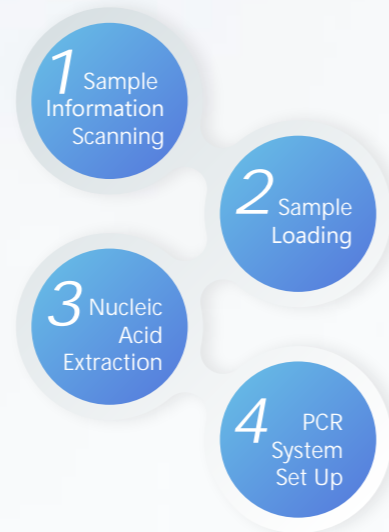 1 Sample
Information
Scanning
2 Sample
Loading
3 Nucleic
Acid
Extraction
4 PCR
System
Set Up